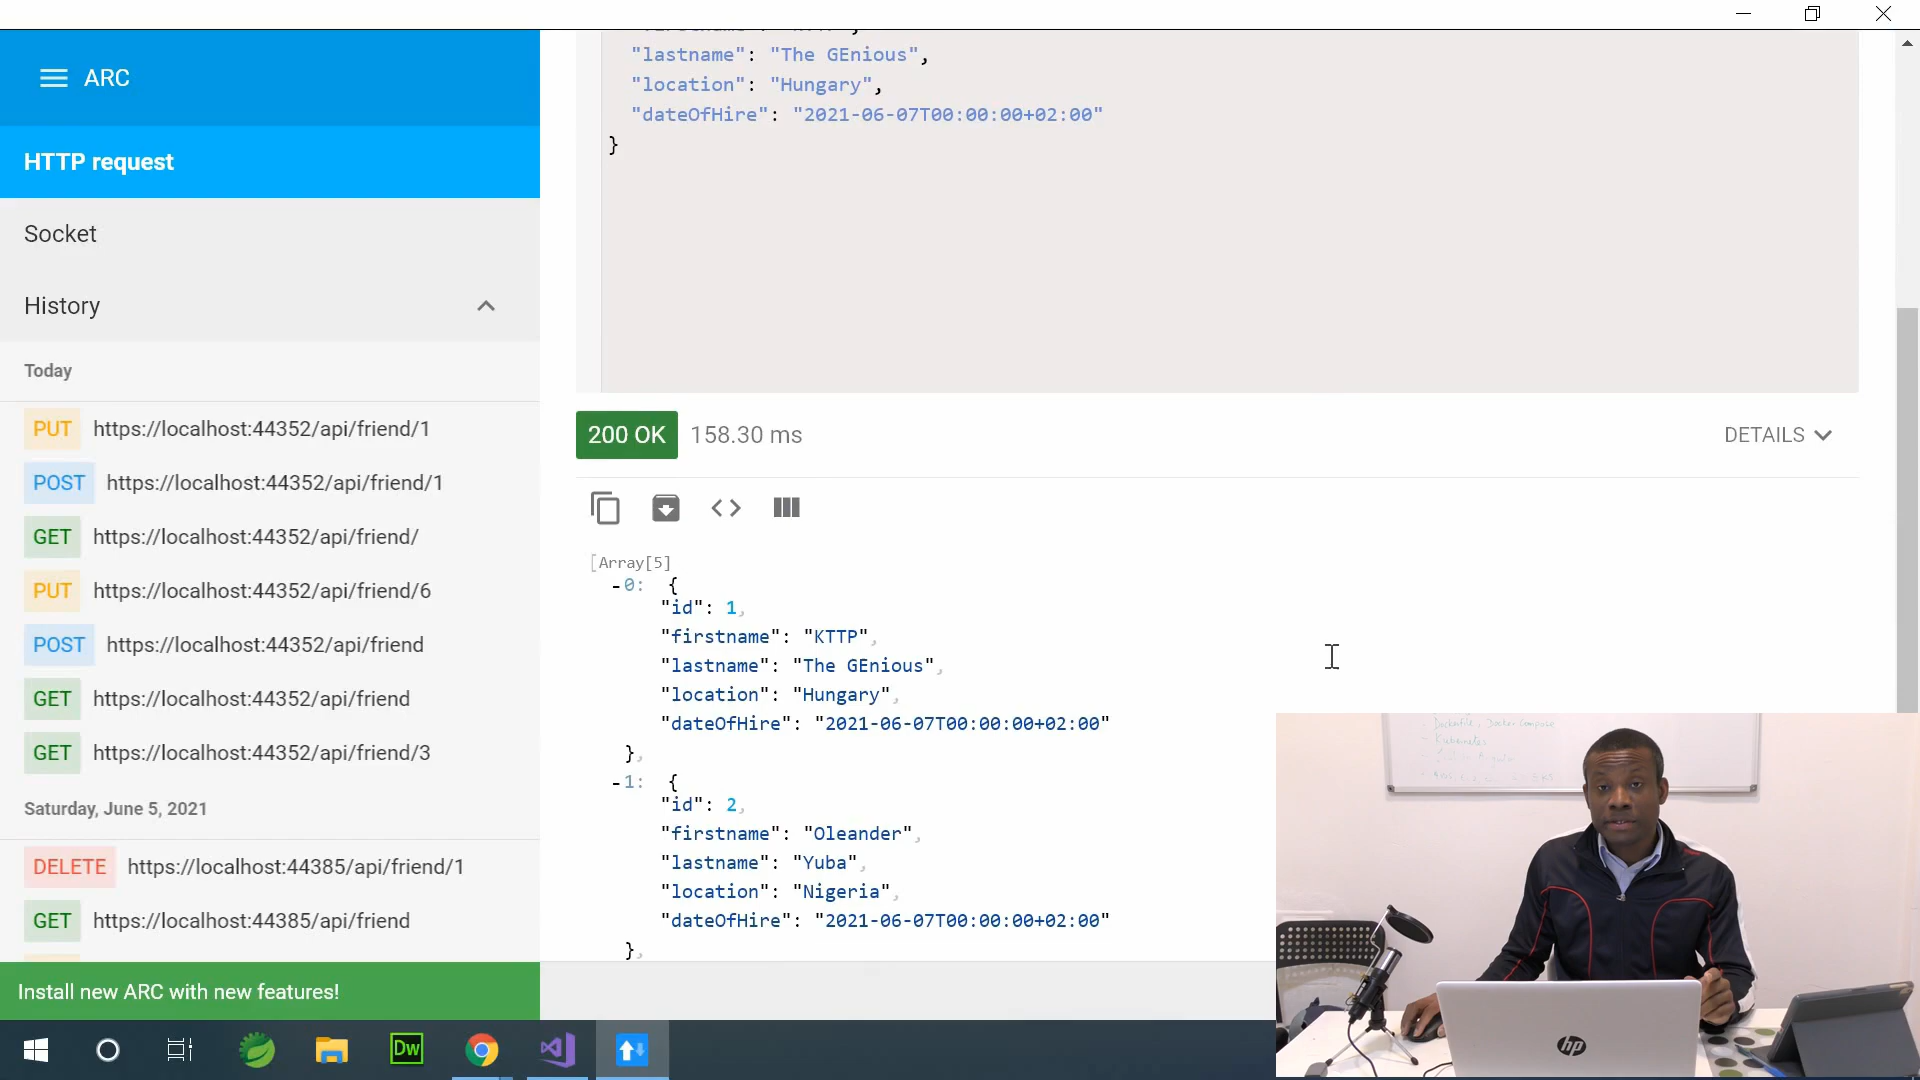 ARC
HTTP request
Socket
History
Today
PUT https://localhost:44352/api/friend/1
POST https://localhost:44352/api/friend/1
GET https://localhost:44352/api/friend/
PUT https://localhost:44352/api/friend/6
POST https://localhost:44352/api/friend
GET https://localhost:44352/api/friend
GET https://localhost:44352/api/friend/3
Saturday, June 5, 2021
DELETE https://localhost:44385/api/friend/1
GET https://localhost:44385/api/friend
Install new ARC with new features!
"lastname": "The GEnious",
"location": "Hungary",
"dateOfHire": "2021-06-07T00:00:00+02:00"
}
200 OK 158.30 ms
DETAILS
[Array[5]
-0: {
"id": 1,
"firstname": "KTTP",
"lastname": "The GEnious",
"location": "Hungary",
"dateOfHire": "2021-06-07T00:00:00+02:00"
},
-1: {
"id": 2,
"firstname": "Oleander",
"lastname": "Yuba",
"location": "Nigeria",
"dateOfHire": "2021-06-07T00:00:00+02:00"
},
Dockerfile, Docker Compose
- Kubernetes
Dw
hp